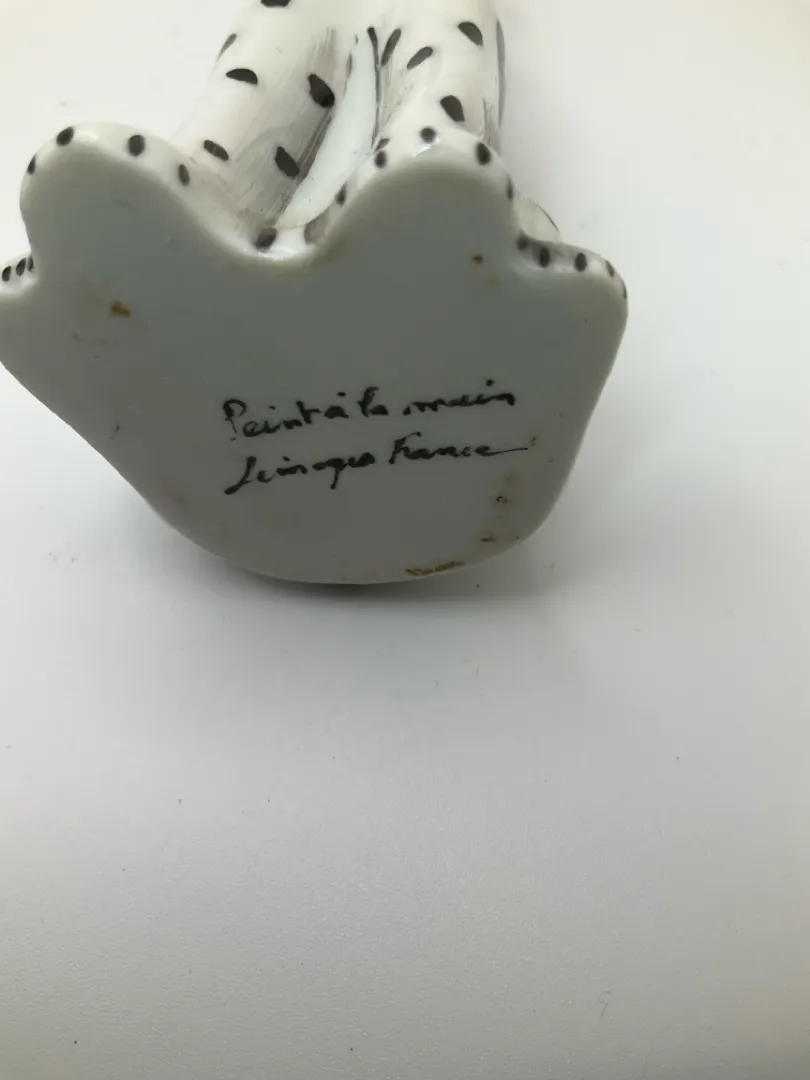 Peint à la main
Limoges France